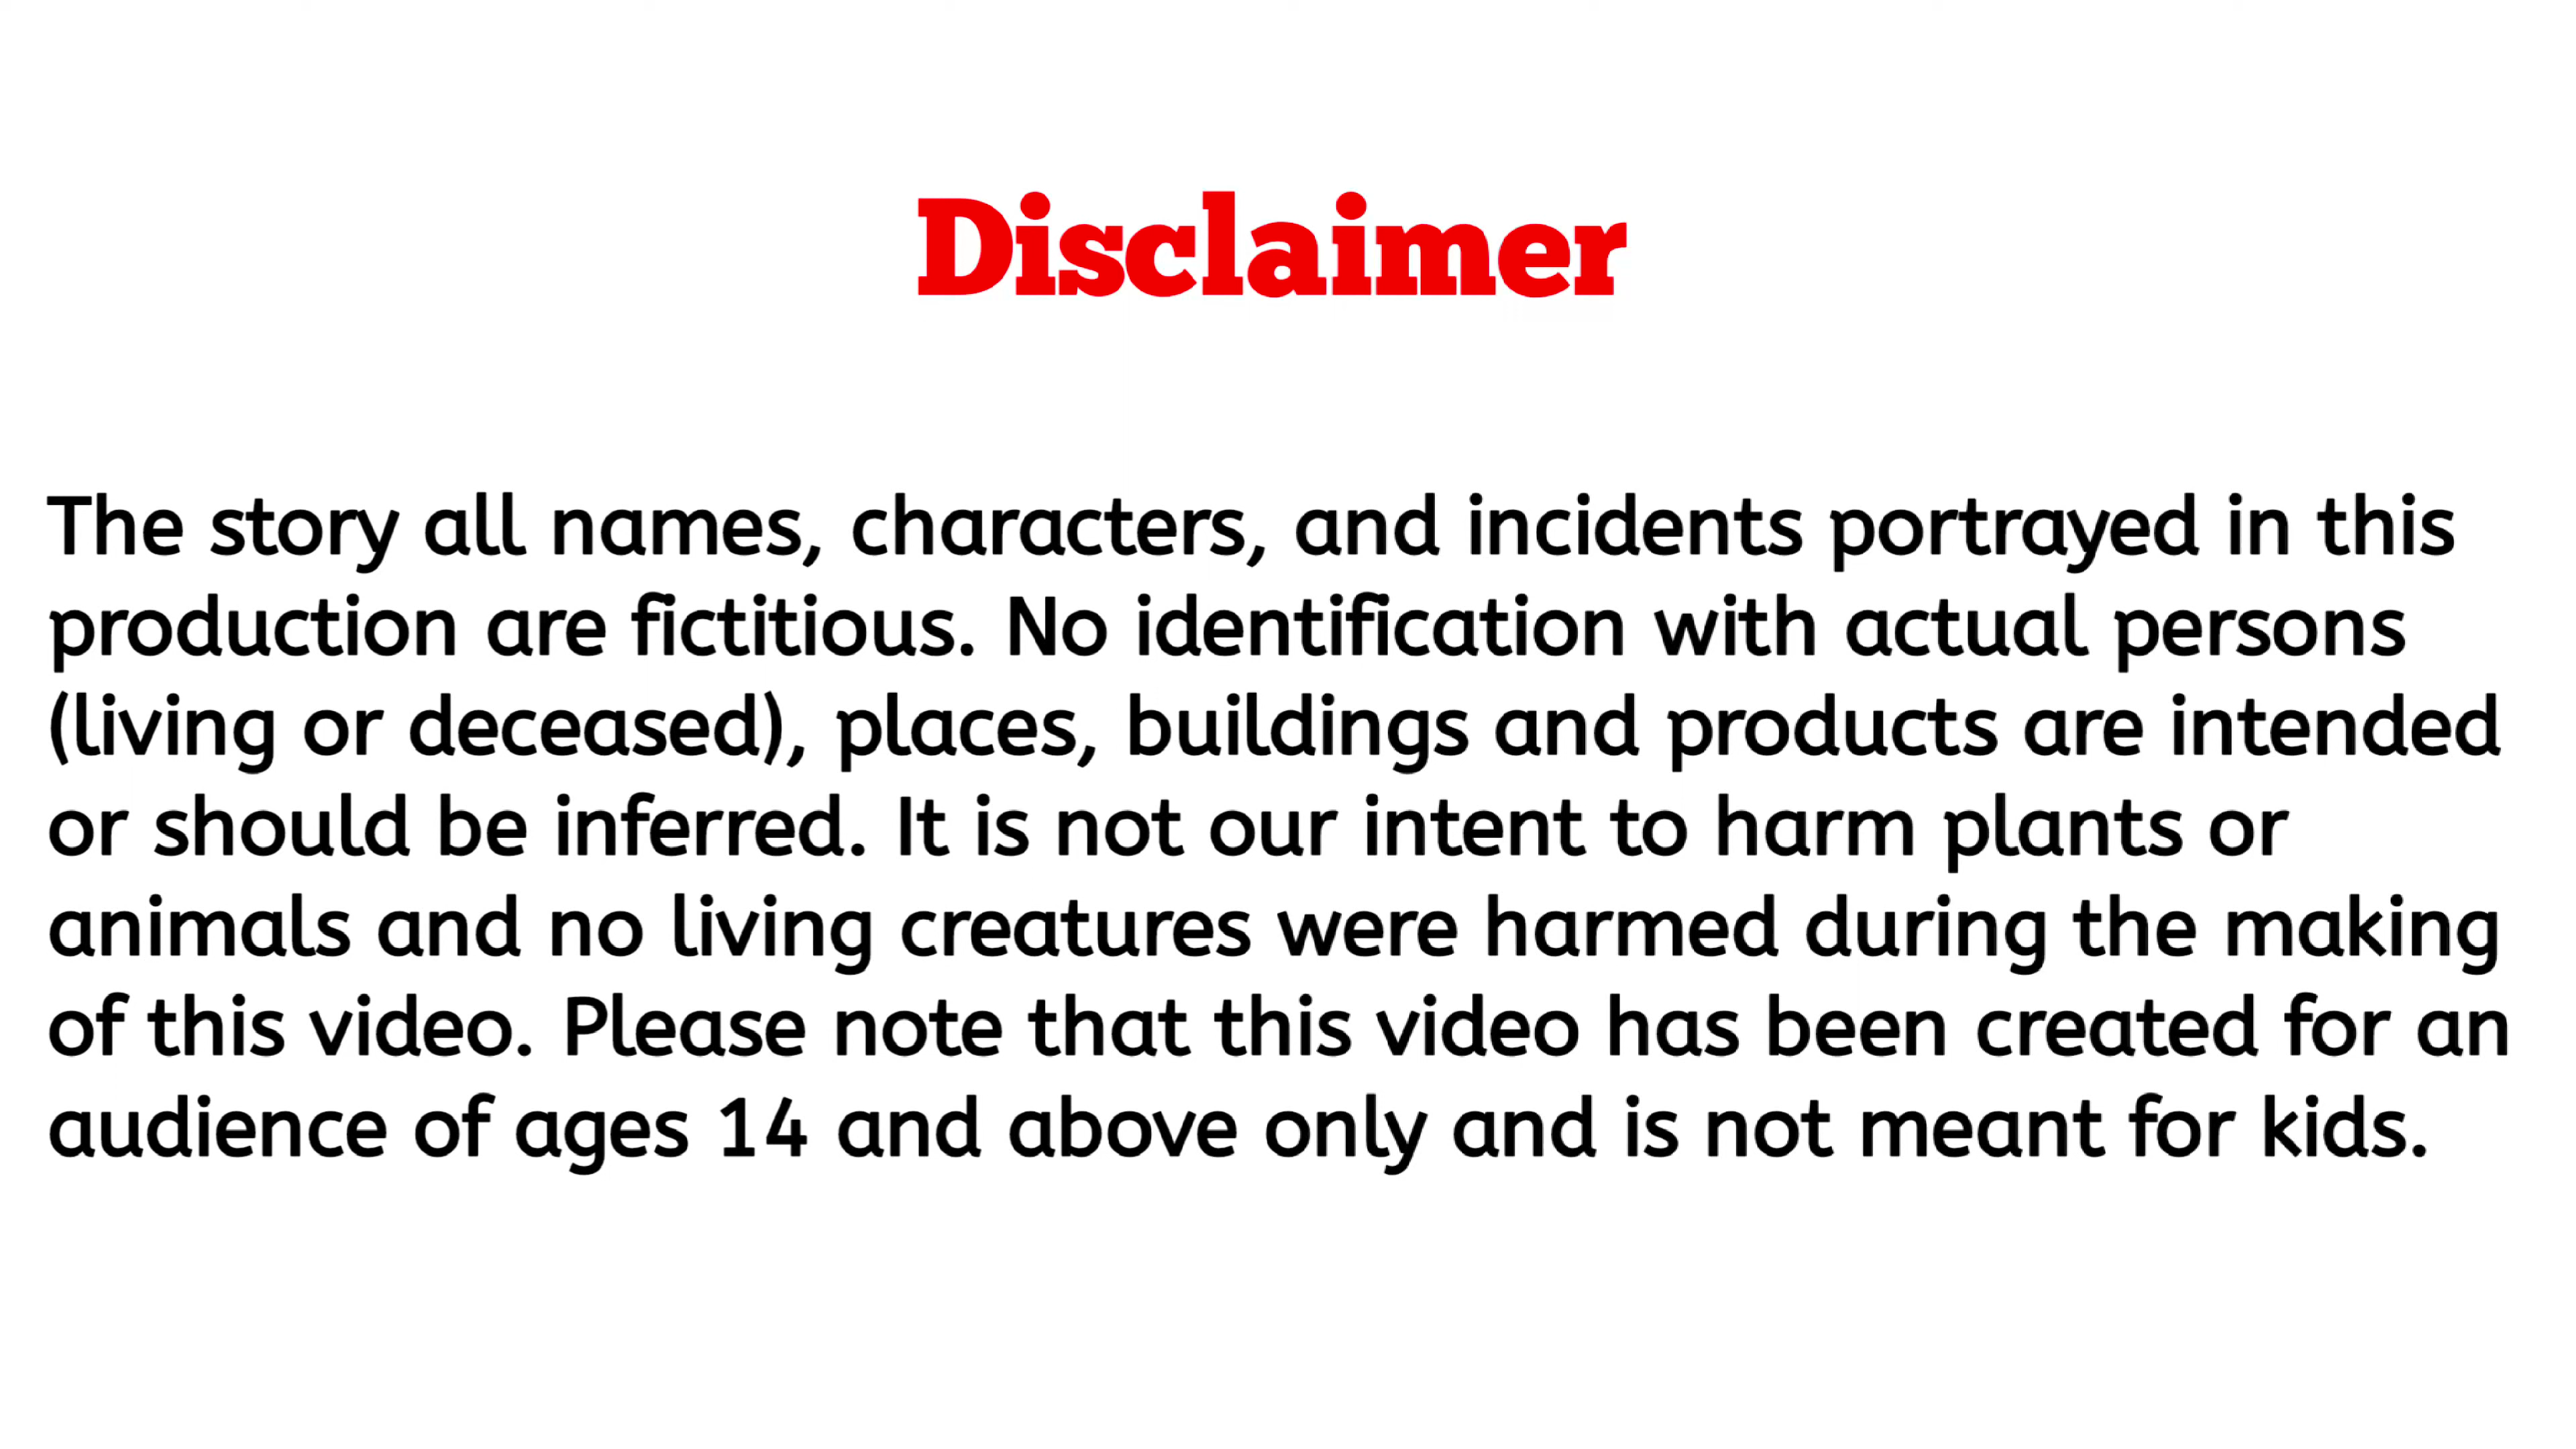 Disclaimer
The story all names, characters, and incidents portrayed in this
production are fictitious. No identification with actual persons
(living or deceased), places, buildings and products are intended
or should be inferred. It is not our intent to harm plants or
animals and no living creatures were harmed during the making
of this video. Please note that this video has been created for an
audience of ages 14 and above only and is not meant for kids.